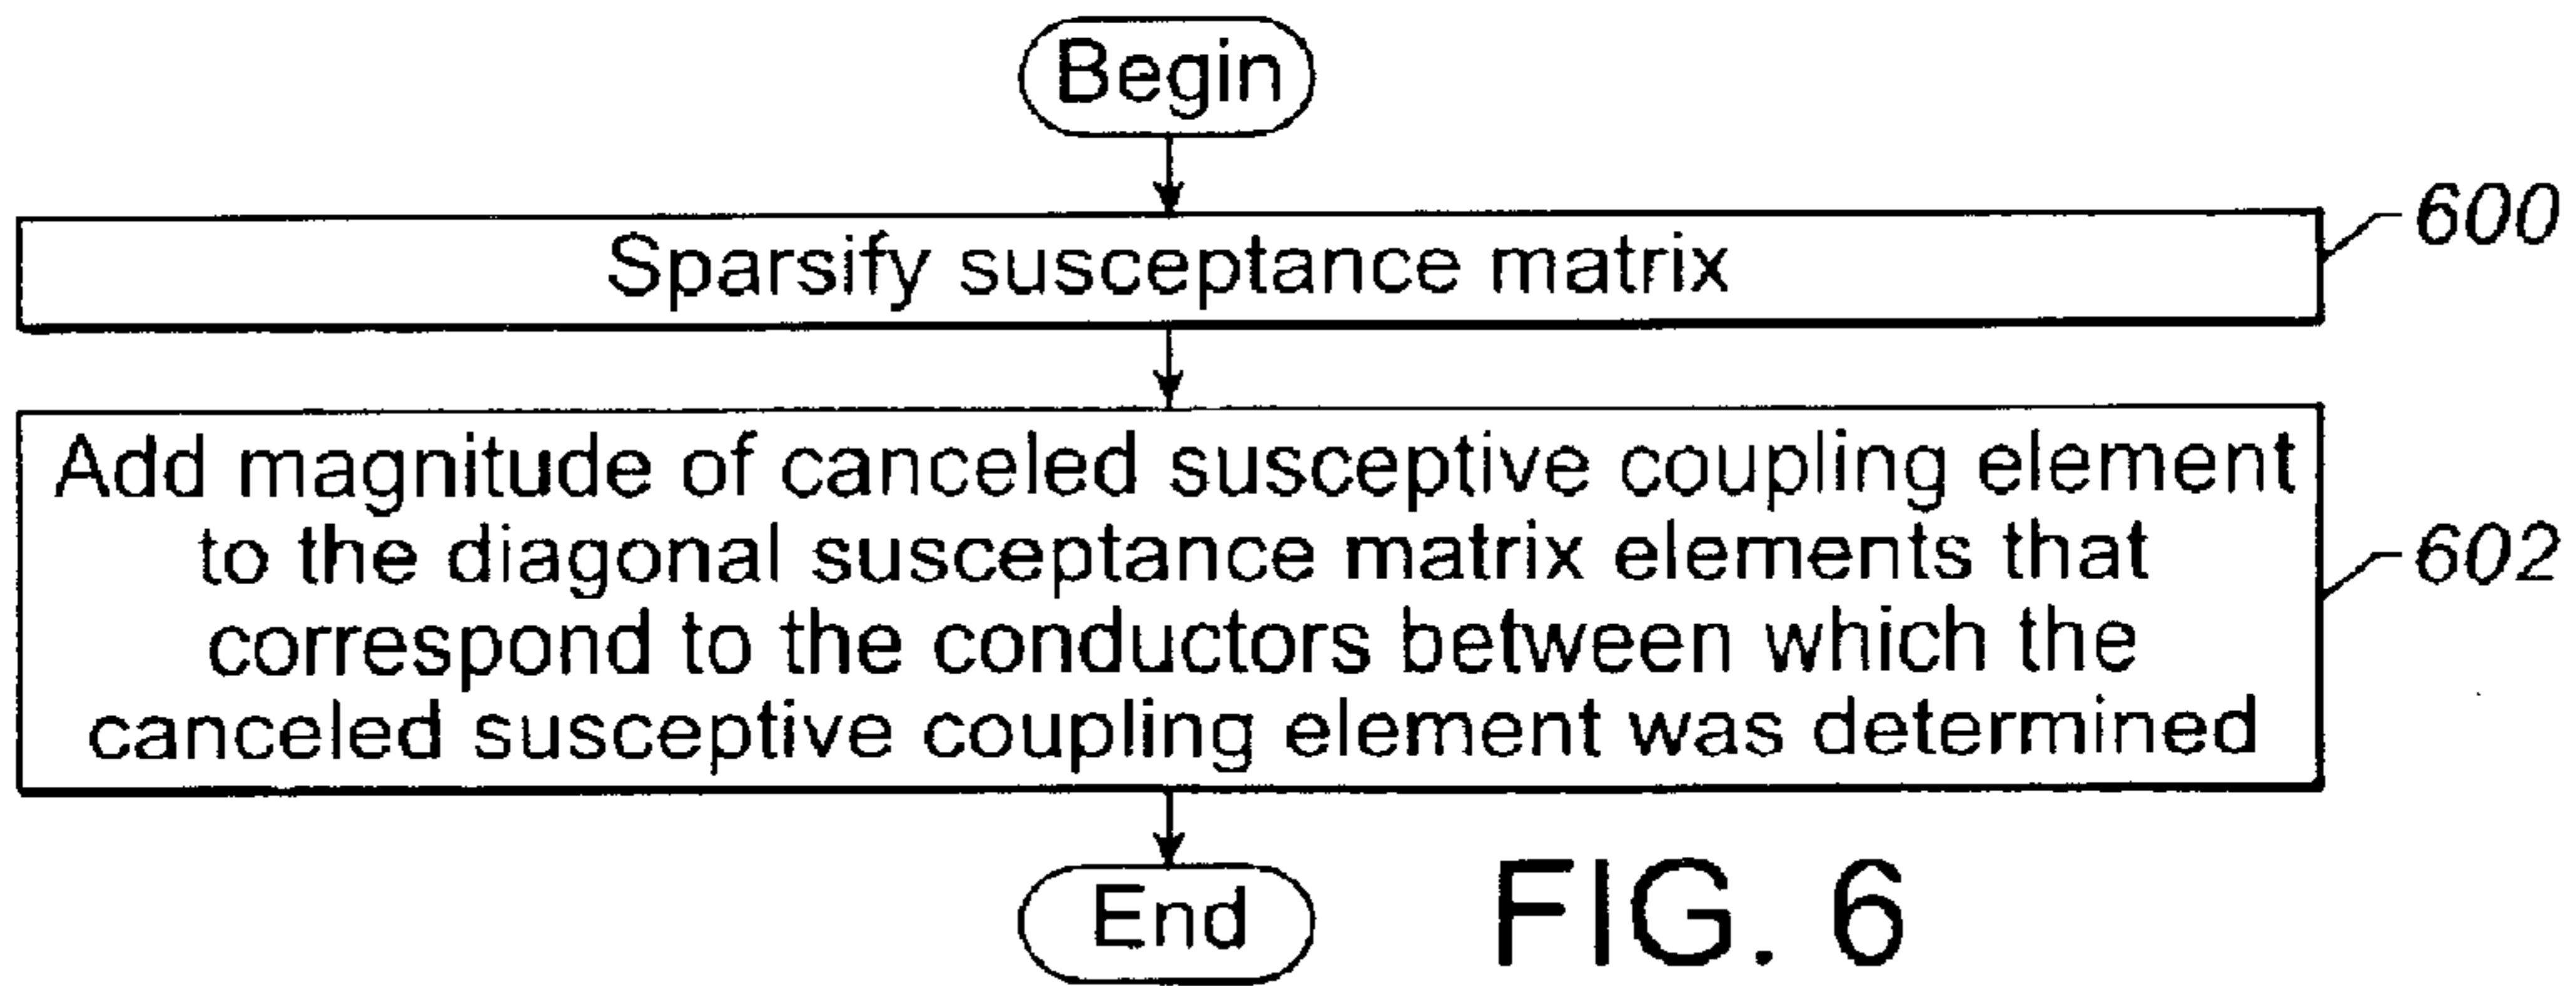 Begin
Sparsify susceptance matrix
600
Add magnitude of canceled susceptive coupling element
to the diagonal susceptance matrix elements that
correspond to the conductors between which the
canceled susceptive coupling element was determined
602
End
FIG. 6